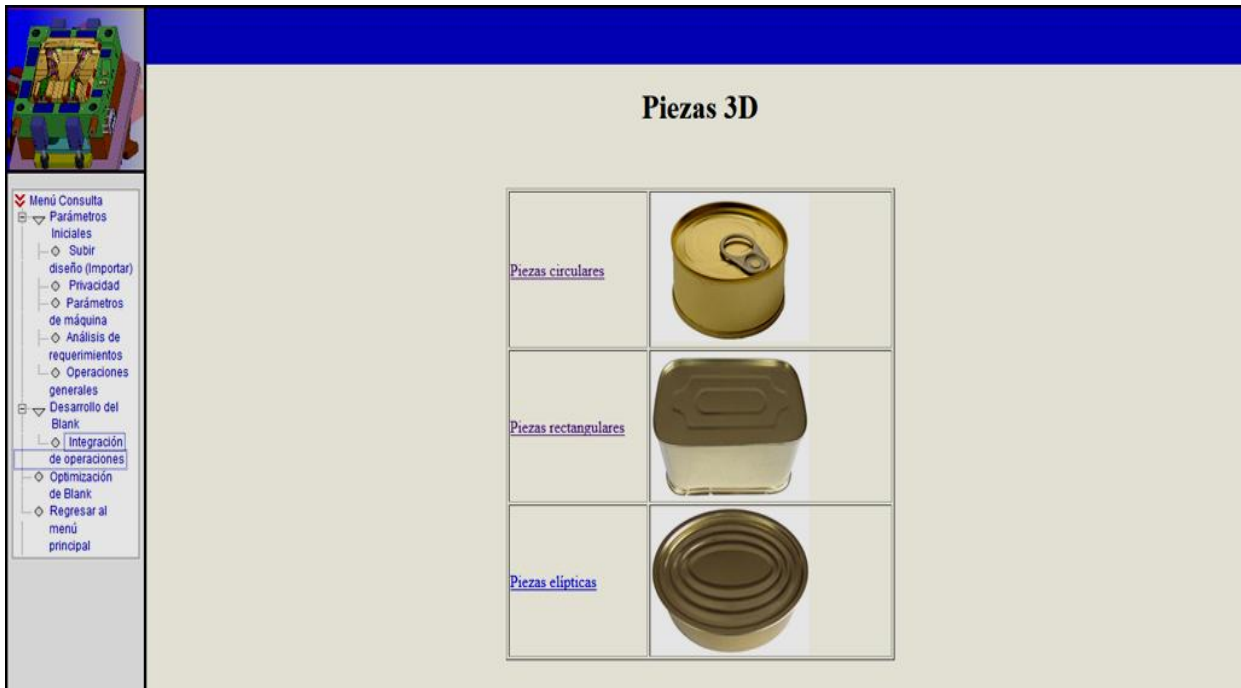 Piezas 3D
Menú Consulta
Parámetros
Iniciales
Subir
diseño (Importar)
Privacidad
Parámetros
de máquina
Análisis de
requerimientos
Operaciones
generales
Desarrollo del
Blank
Integración
de operaciones
Optimización
de Blank
Regresar al
menú
principal
Piezas circulares
Piezas rectangulares
Piezas elípticas